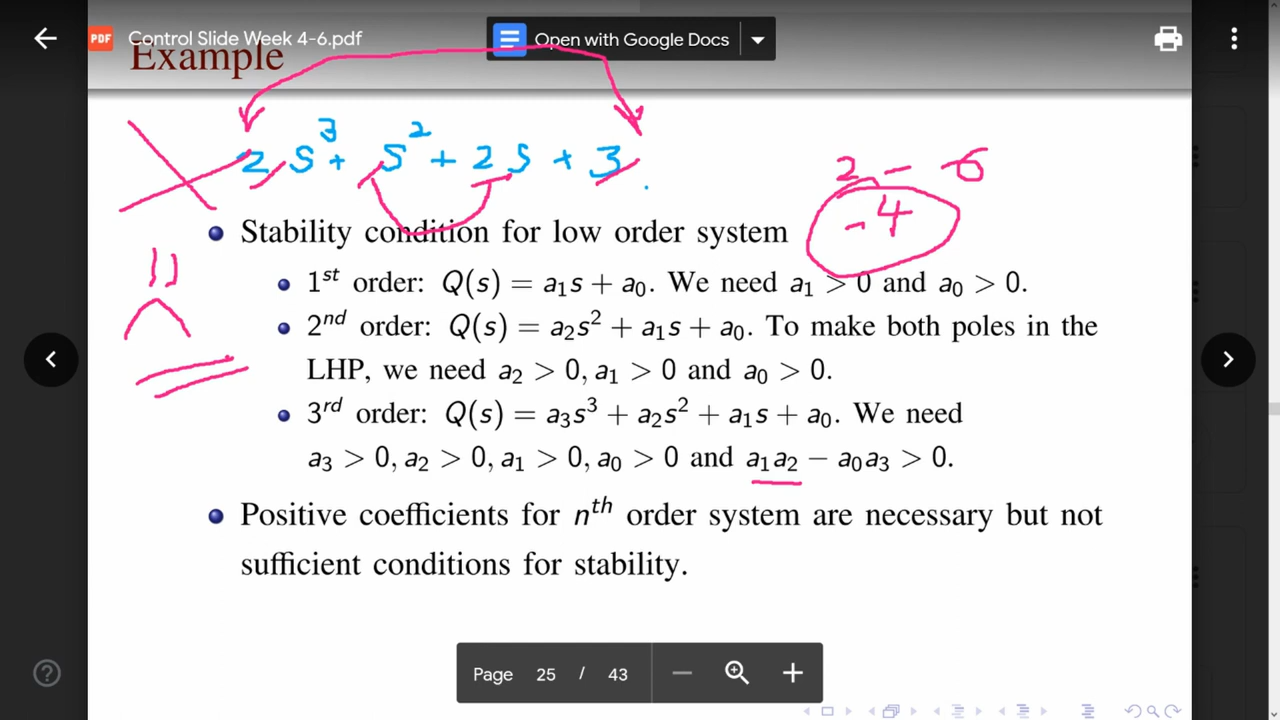 PDF Control Slide Week 4-6.pdf
Open with Google Docs
Example
2s³ + s² + 2s + 3
2 - 6
-4
Stability condition for low order system
1ˢᵗ order: Q(s) = a₁s + a₀. We need a₁ > 0 and a₀ > 0.
2ⁿᵈ order: Q(s) = a₂s² + a₁s + a₀. To make both poles in the
LHP, we need a₂ > 0, a₁ > 0 and a₀ > 0.
3ʳᵈ order: Q(s) = a₃s³ + a₂s² + a₁s + a₀. We need
a₃ > 0, a₂ > 0, a₁ > 0, a₀ > 0 and a₁a₂ − a₀a₃ > 0.
Positive coefficients for nᵗʰ order system are necessary but not
sufficient conditions for stability.
Page 25 / 43